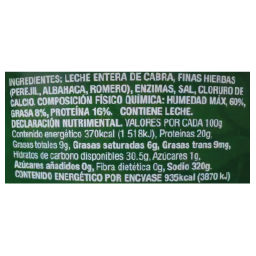 INGREDIENTES: LECHE ENTERA DE CABRA, FINAS HIERBAS
(PEREJIL, ALBAHACA, ROMERO), ENZIMAS, SAL, CLORURO DE
CALCIO. COMPOSICIÓN FÍSICO QUÍMICA: HUMEDAD MÁX, 60%,
GRASA 8%, PROTEÍNA 16%. CONTIENE LECHE.
DECLARACIÓN NUTRIMENTAL. VALORES POR CADA 100g
Contenido energético 370kcal (1 518kJ), Proteínas 20g,
Grasas totales 9g, Grasas saturadas 6g, Grasas trans 9mg,
Hidratos de carbono disponibles 30.5g, Azúcares 1g,
Azúcares añadidos 0g, Fibra dietética 0g, Sodio 320g.
CONTENIDO ENERGÉTICO POR ENVASE 935kcal (3870 kJ.)